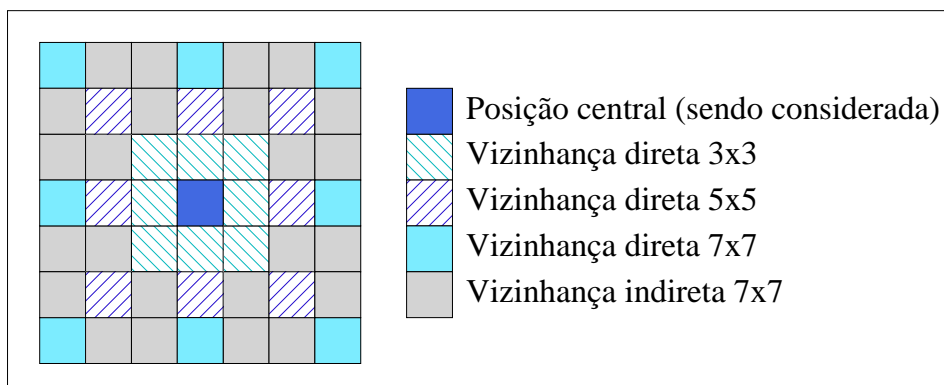 Posição central (sendo considerada)
Vizinhança direta 3x3
Vizinhança direta 5x5
Vizinhança direta 7x7
Vizinhança indireta 7x7